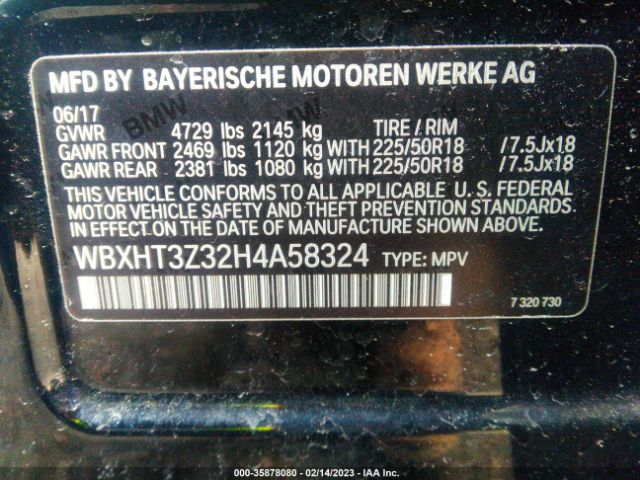 MFD BY BAYERISCHE MOTOREN WERKE AG
06/17
GVWR 4729 lbs 2145 kg TIRE / RIM
GAWR FRONT 2469 lbs 1120 kg WITH 225/50R18 /7.5Jx18
GAWR REAR 2381 lbs 1080 kg WITH 225/50R18 /7.5Jx18
THIS VEHICLE CONFORMS TO ALL APPLICABLE U. S. FEDERAL
MOTOR VEHICLE SAFETY AND THEFT PREVENTION STANDARDS
IN EFFECT ON THE DATE OF MANUFACTURE SHOWN ABOVE.
WBXHT3Z32H4A58324 TYPE: MPV
7 320 730
BMW
BMW
000-35878080 - 02/14/2023 - IAA Inc.